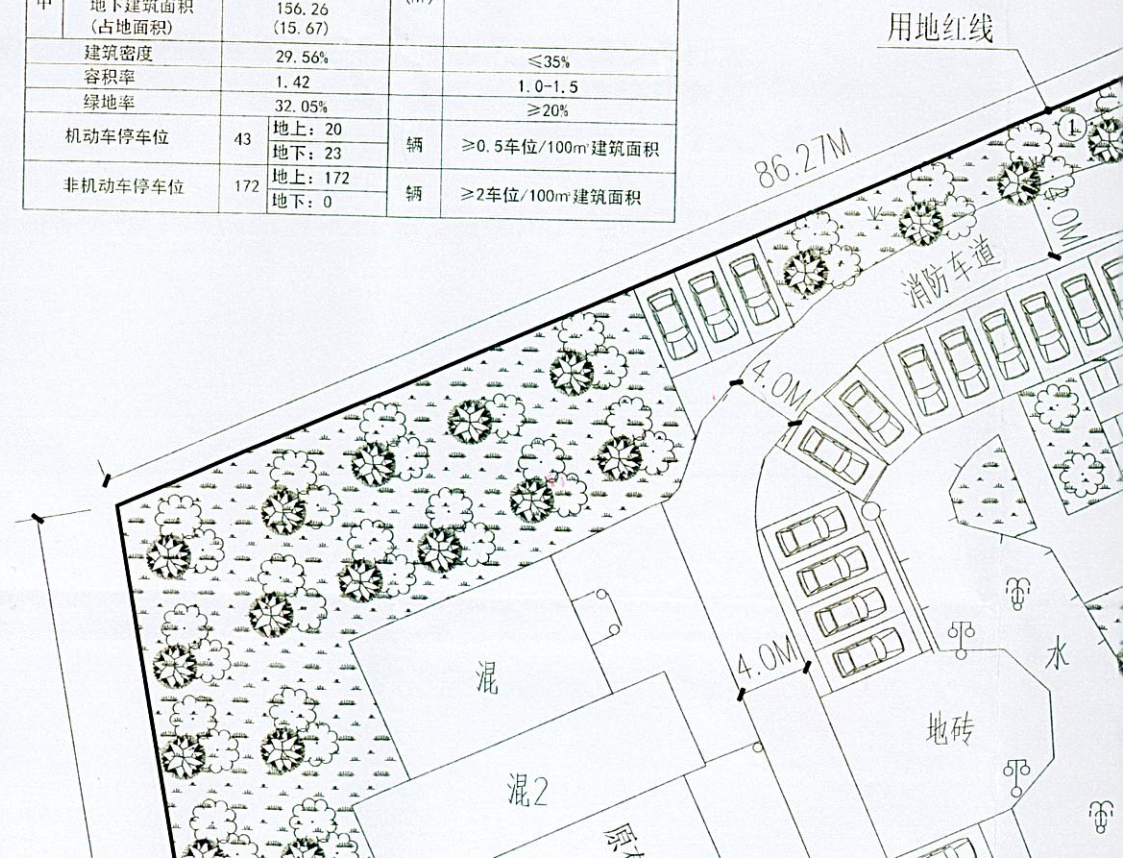 中
地下建筑面积
(占地面积)
156.26
(15.67)
(㎡)
建筑密度 29.56% ≤35%
容积率 1.42 1.0-1.5
绿地率 32.05% ≥20%
机动车停车位 43 地上: 20 地下: 23 辆 ≥0.5车位/100㎡建筑面积
非机动车停车位 172 地上: 172 地下: 0 辆 ≥2车位/100㎡建筑面积
用地红线
1
86.27M
4.0M
消防车道
4.0M
4.0M
混
水
地砖
混2